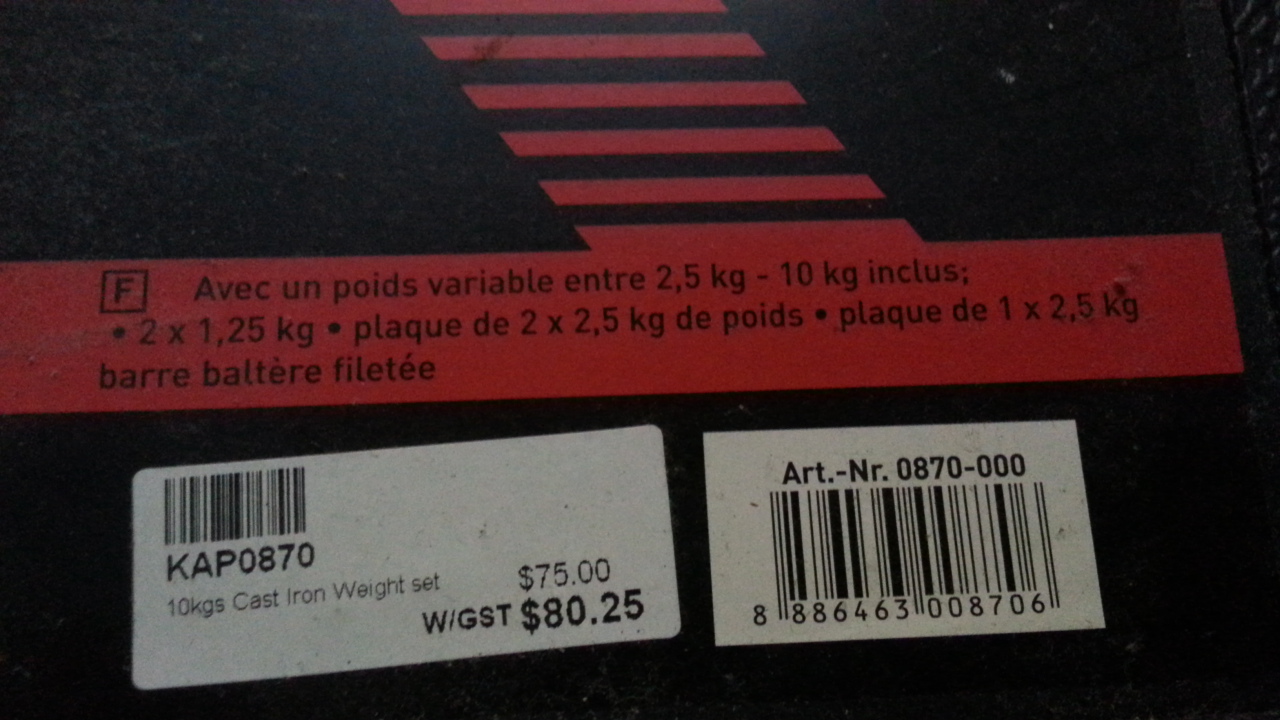 F Avec un poids variable entre 2,5 kg - 10 kg inclus;
• 2 x 1,25 kg • plaque de 2 x 2,5 kg de poids • plaque de 1 x 2,5 kg
barre baltère filetée
KAP0870
10kgs Cast Iron Weight set
$75.00
W/GST $80.25
Art.-Nr. 0870-000
8 886463 008706